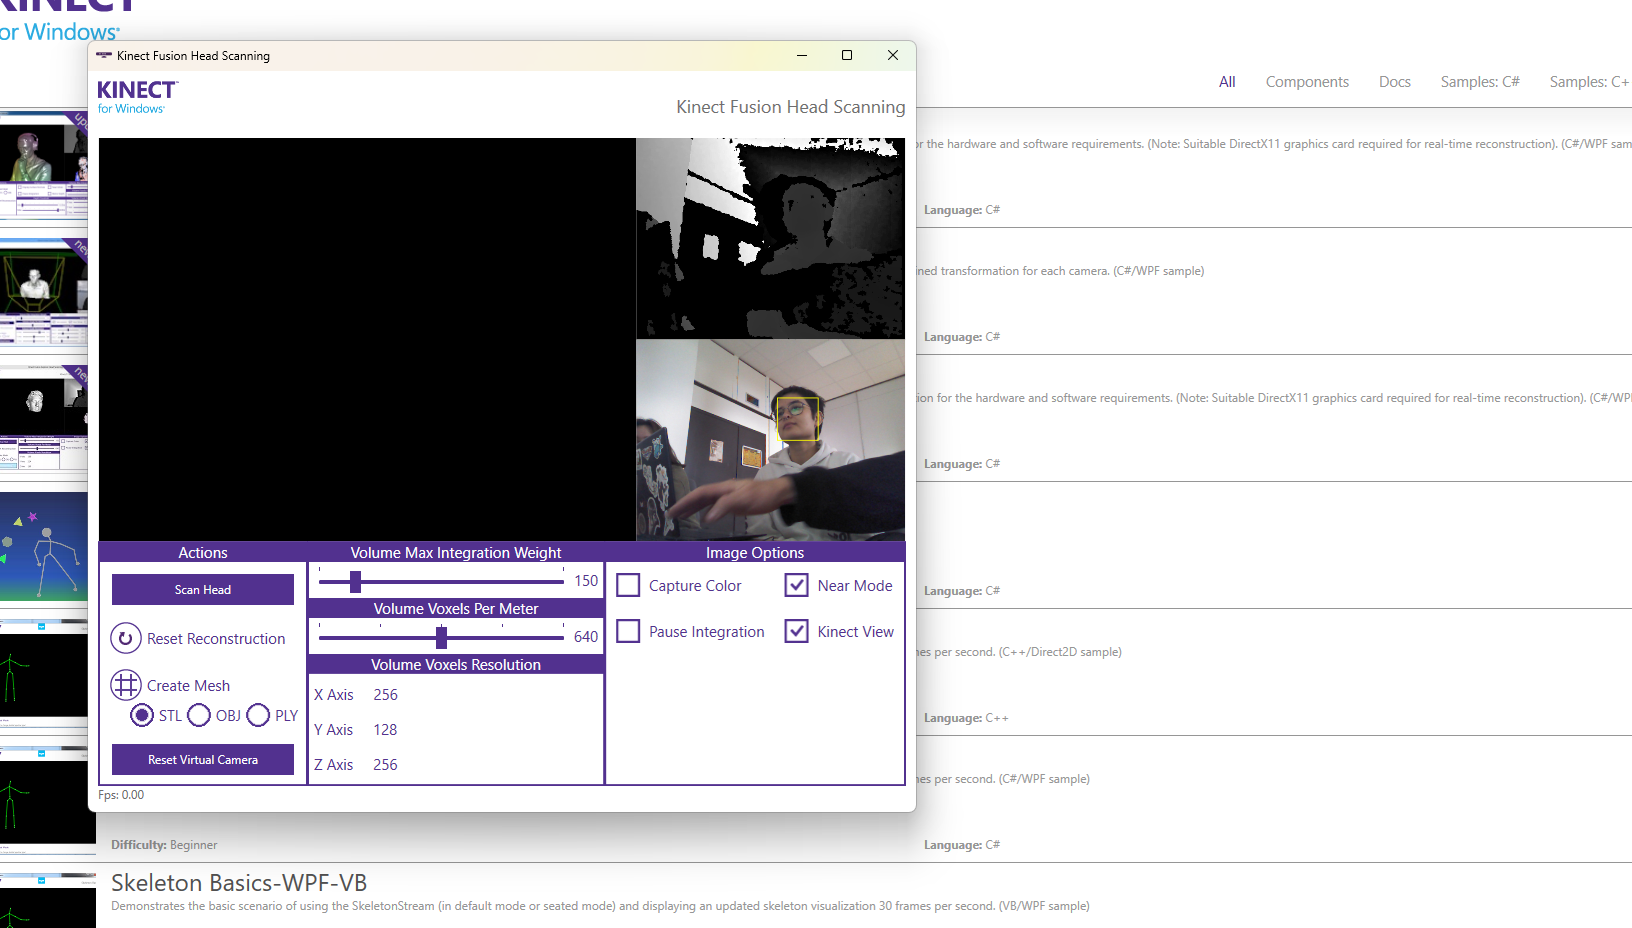 KINECT
for Windows
Kinect Fusion Head Scanning
KINECT™
for Windows
Kinect Fusion Head Scanning
All
Components
Docs
Samples: C#
Samples: C+
r the hardware and software requirements. (Note: Suitable DirectX11 graphics card required for real-time reconstruction). (C#/WPF sam
Language: C#
ned transformation for each camera. (C#/WPF sample)
Language: C#
ion for the hardware and software requirements. (Note: Suitable DirectX11 graphics card required for real-time reconstruction). (C#/WP
Language: C#
Language: C#
nes per second. (C++/Direct2D sample)
Language: C++
nes per second. (C#/WPF sample)
Actions
Volume Max Integration Weight
Image Options
Scan Head
150
Capture Color
Near Mode
Volume Voxels Per Meter
Reset Reconstruction
640
Pause Integration
Kinect View
Volume Voxels Resolution
Create Mesh
STL
OBJ
PLY
X Axis 256
Y Axis 128
Z Axis 256
Reset Virtual Camera
Fps: 0.00
Difficulty: Beginner
Language: C#
Skeleton Basics-WPF-VB
Demonstrates the basic scenario of using the SkeletonStream (in default mode or seated mode) and displaying an updated skeleton visualization 30 frames per second. (VB/WPF sample)
new
new